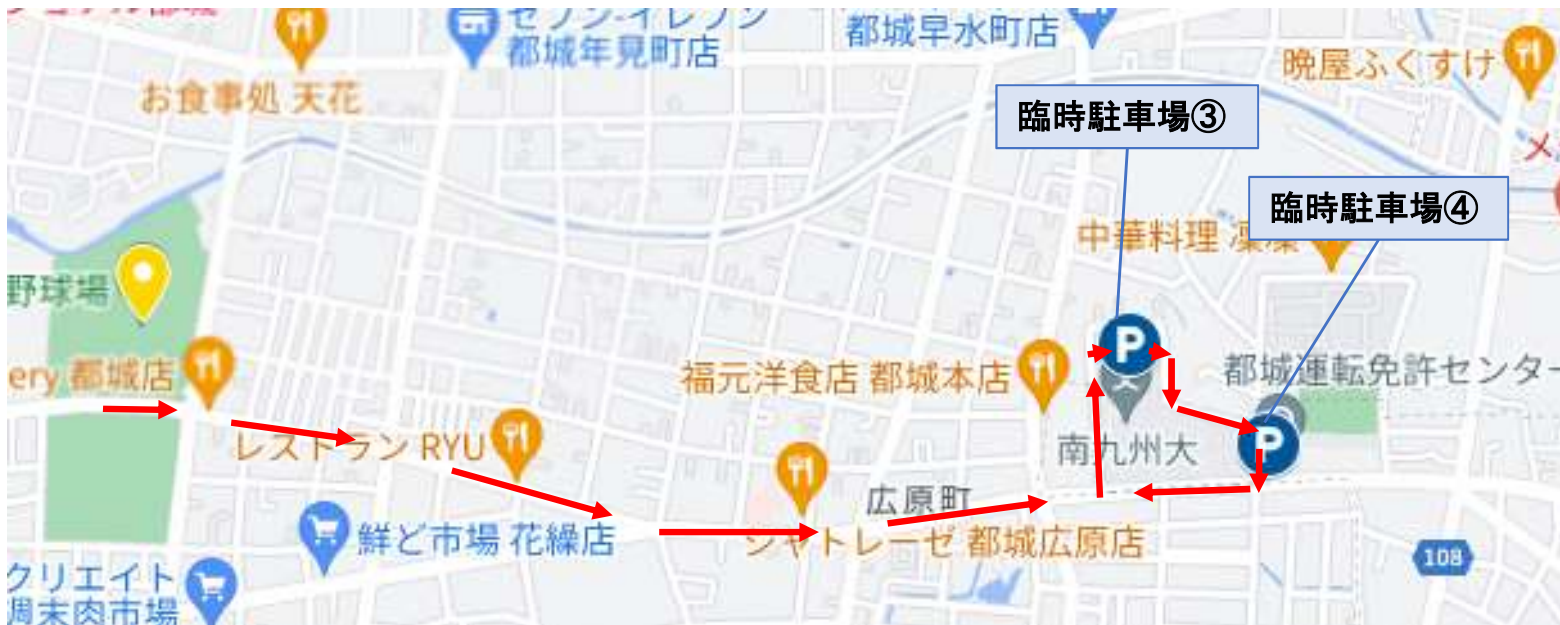 セブン-イレブン
都城年見町店
都城早水町店
晩屋ふくすけ
お食事処 天花
臨時駐車場③
臨時駐車場④
中華料理
野球場
ery 都城店
福元洋食店 都城本店
都城運転免許センター
レストラン RYU
南九州大
広原町
鮮ど市場 花繰店
シャトレーゼ 都城広原店
108
クリエイト
週末肉市場
P
P